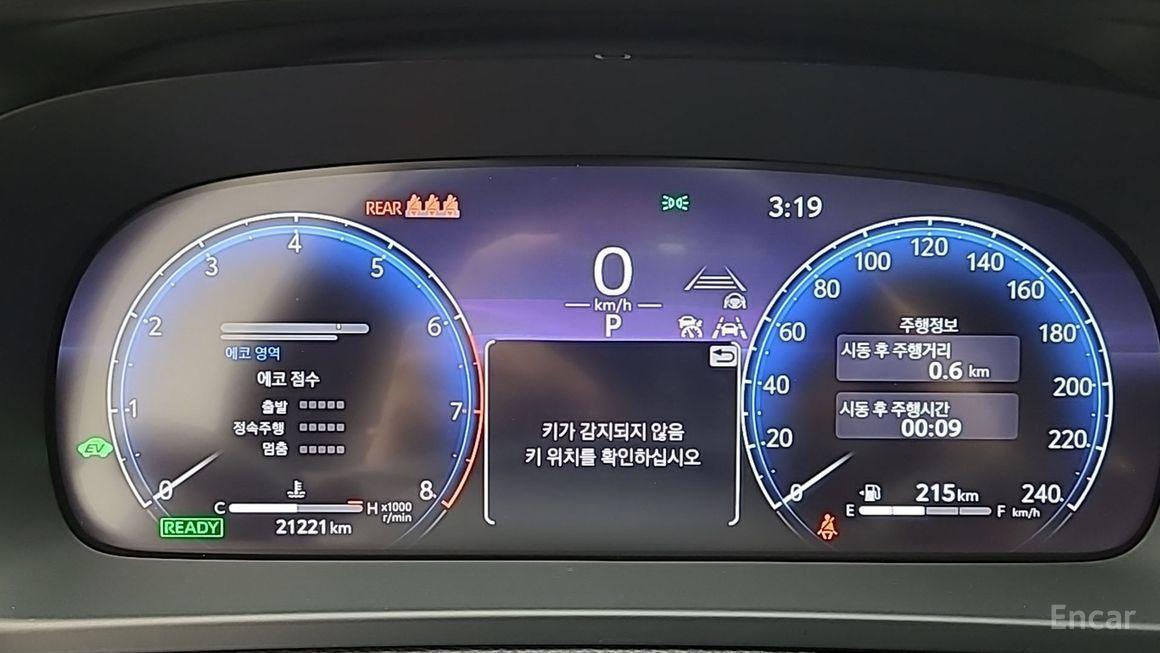 REAR
3:19
0
km/h
P
0
1
2
3
4
5
6
7
8
x1000
r/min
에코 영역
에코 점수
출발
정속주행
멈춤
EV
C
H
READY
21221 km
키가 감지되지 않음
키 위치를 확인하십시오
0
20
40
60
80
100
120
140
160
180
200
220
240
km/h
주행정보
시동 후 주행거리
0.6 km
시동 후 주행시간
00:09
215 km
E
F
Encar